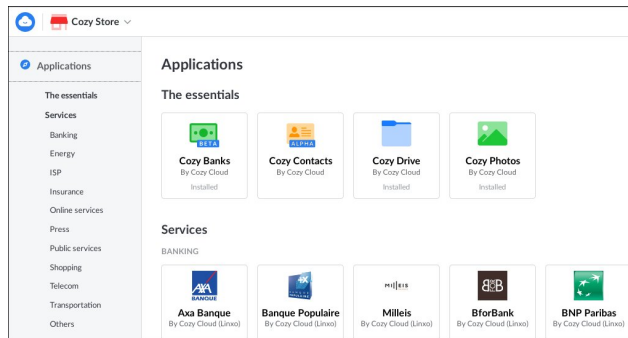 Cozy Store
Applications
The essentials
Services
Banking
Energy
ISP
Insurance
Online services
Press
Public services
Shopping
Telecom
Transportation
Others
Applications
The essentials
BETA
Cozy Banks
By Cozy Cloud
Installed
ALPHA
Cozy Contacts
By Cozy Cloud
Installed
Cozy Drive
By Cozy Cloud
Installed
Cozy Photos
By Cozy Cloud
Installed
Services
BANKING
AXA
BANQUE
Axa Banque
By Cozy Cloud (Linxo)
BANQUE POPULAIRE
Banque Populaire
By Cozy Cloud (Linxo)
MILLEIS
Milleis
By Cozy Cloud (Linxo)
BforBank
By Cozy Cloud (Linxo)
BNP Paribas
By Cozy Cloud (Linxo)